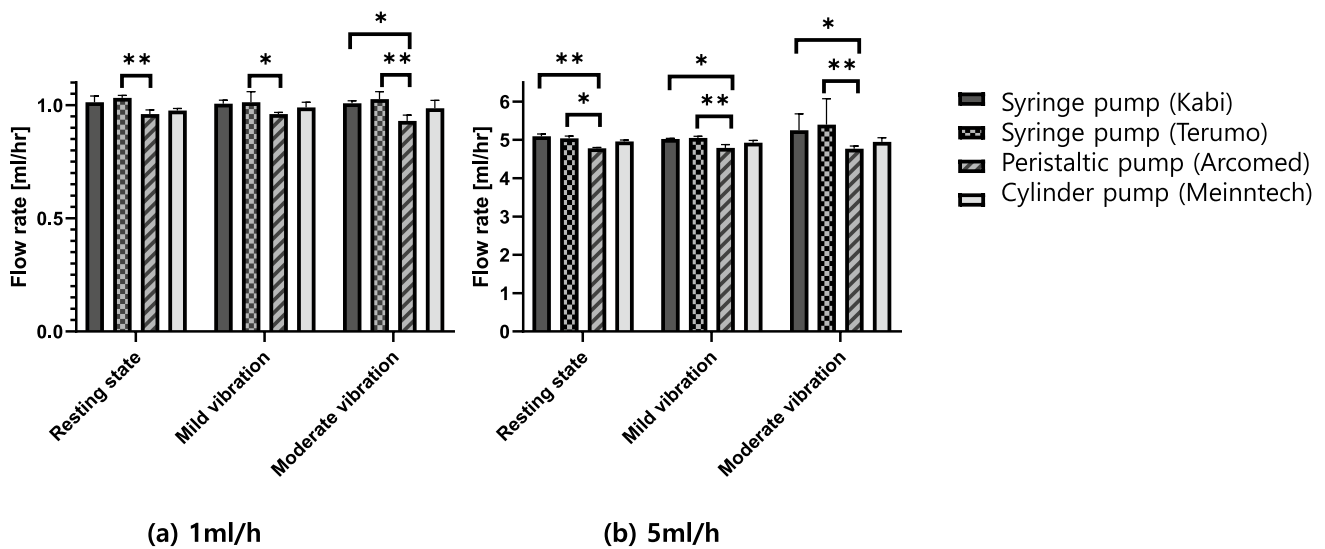 *
** * **
*
1.0
0.5
0.0
Flow rate [ml/hr]
Resting state
Mild vibration
Moderate vibration
(a) 1ml/h
** * *
* ** **
6
5
4
3
2
1
0
Flow rate [ml/hr]
Resting state
Mild vibration
Moderate vibration
(b) 5ml/h
Syringe pump (Kabi)
Syringe pump (Terumo)
Peristaltic pump (Arcomed)
Cylinder pump (Meinntech)